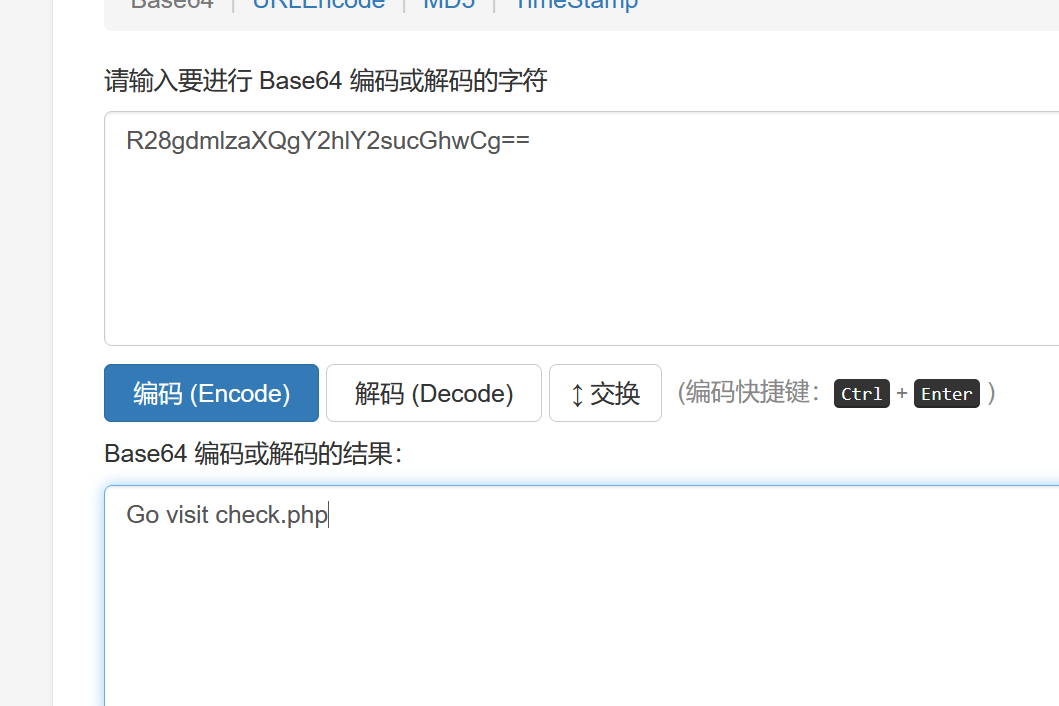 Base64 | URLEncode | MD5 | TimeStamp
请输入要进行 Base64 编码或解码的字符
R28gdmlzaXQgY2hlY2sucGhwCg==
编码 (Encode) 解码 (Decode) ↕ 交换 (编码快捷键： Ctrl + Enter )
Base64 编码或解码的结果：
Go visit check.php